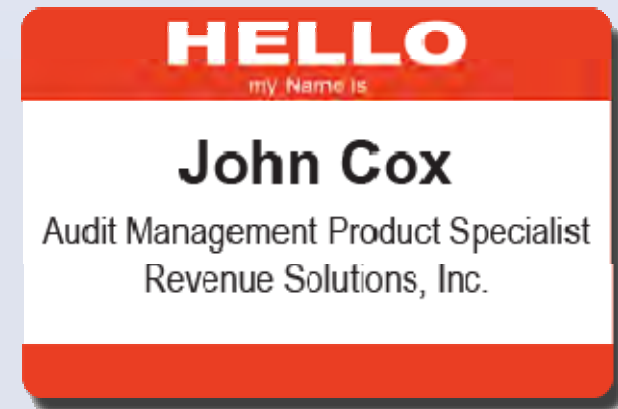 HELLO
my Name is
John Cox
Audit Management Product Specialist
Revenue Solutions, Inc.